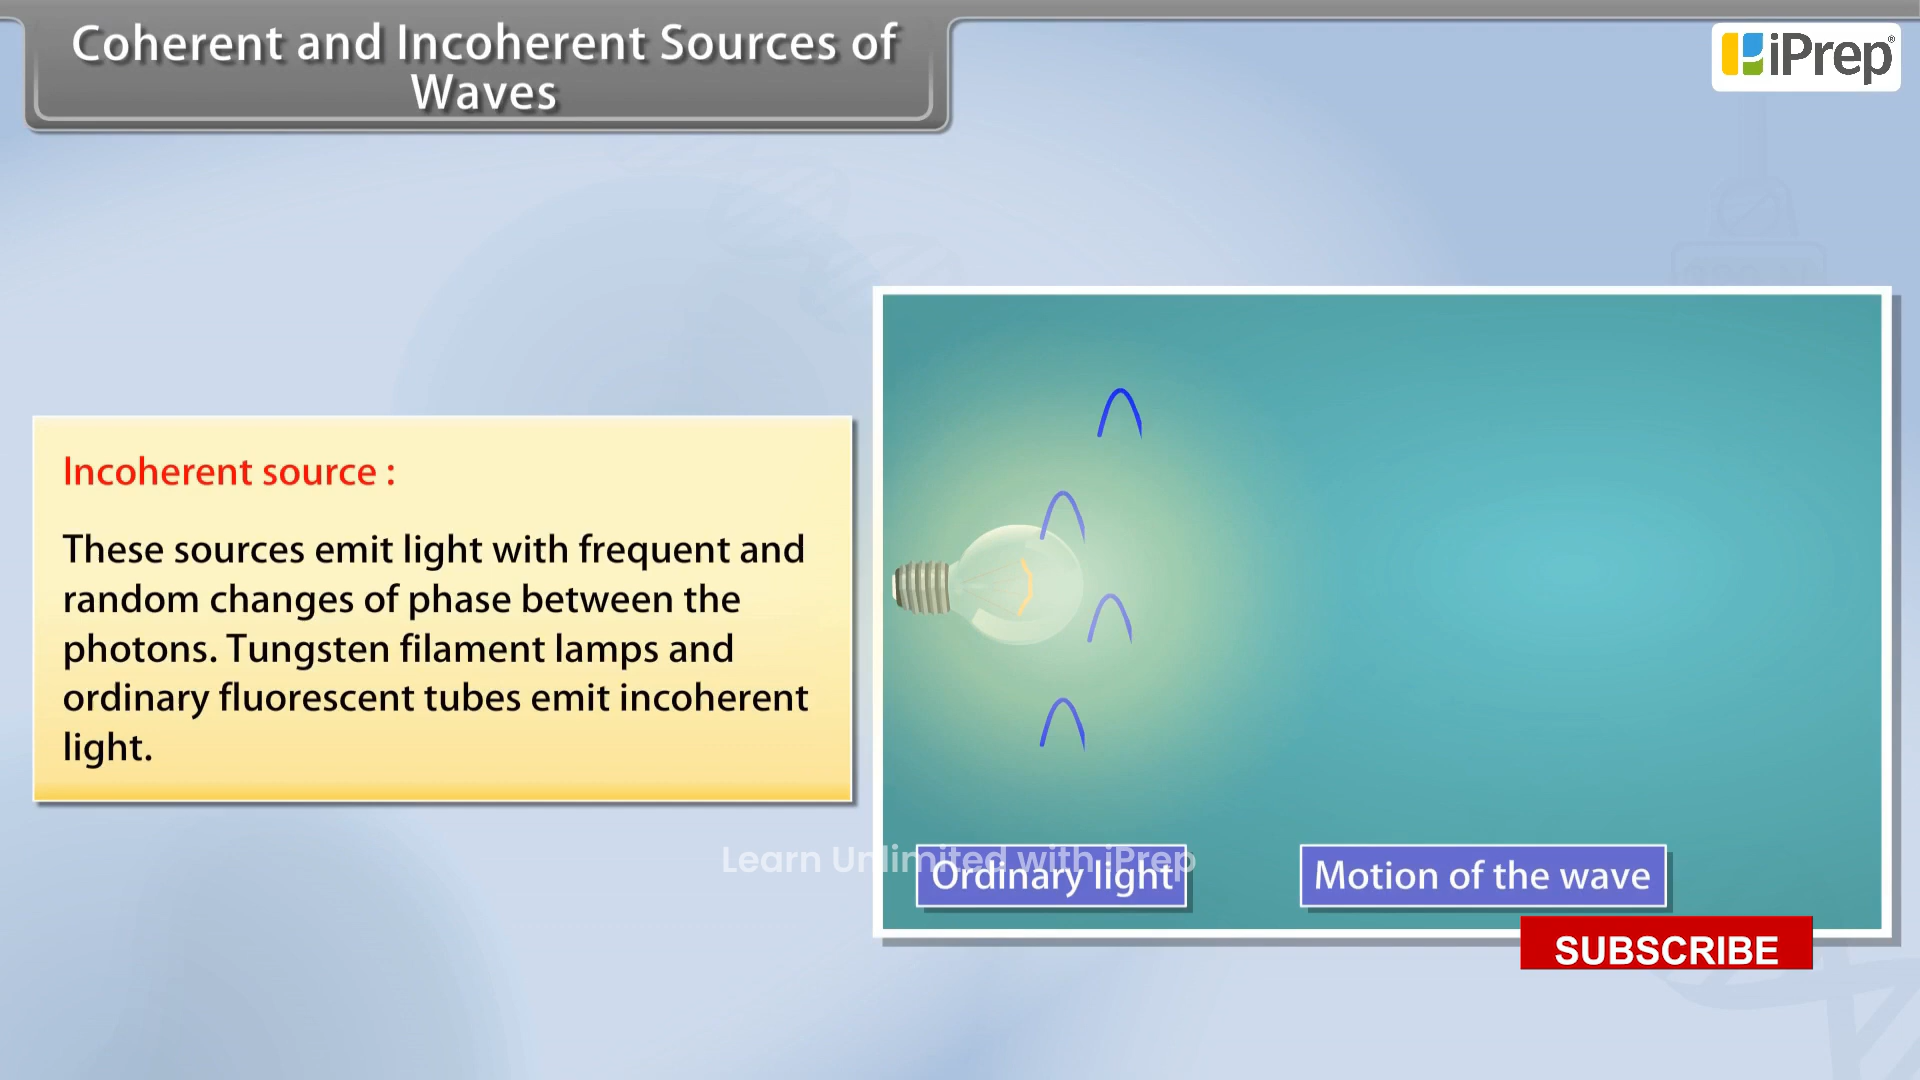 Coherent and Incoherent Sources of
Waves
iPrep®
Incoherent source :
These sources emit light with frequent and
random changes of phase between the
photons. Tungsten filament lamps and
ordinary fluorescent tubes emit incoherent
light.
Learn Unlimited with iPrep
Ordinary light
Motion of the wave
SUBSCRIBE